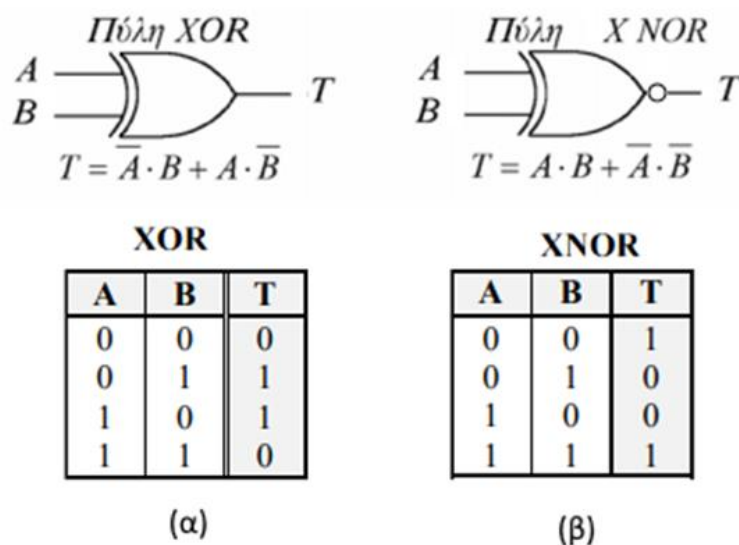 Πύλη XOR
A
B
T
T = A̅ · B + A · B̅
XOR
A B T
0 0 0
0 1 1
1 0 1
1 1 0
(α)
Πύλη X NOR
A
B
T
T = A · B + A̅ · B̅
XNOR
A B T
0 0 1
0 1 0
1 0 0
1 1 1
(β)